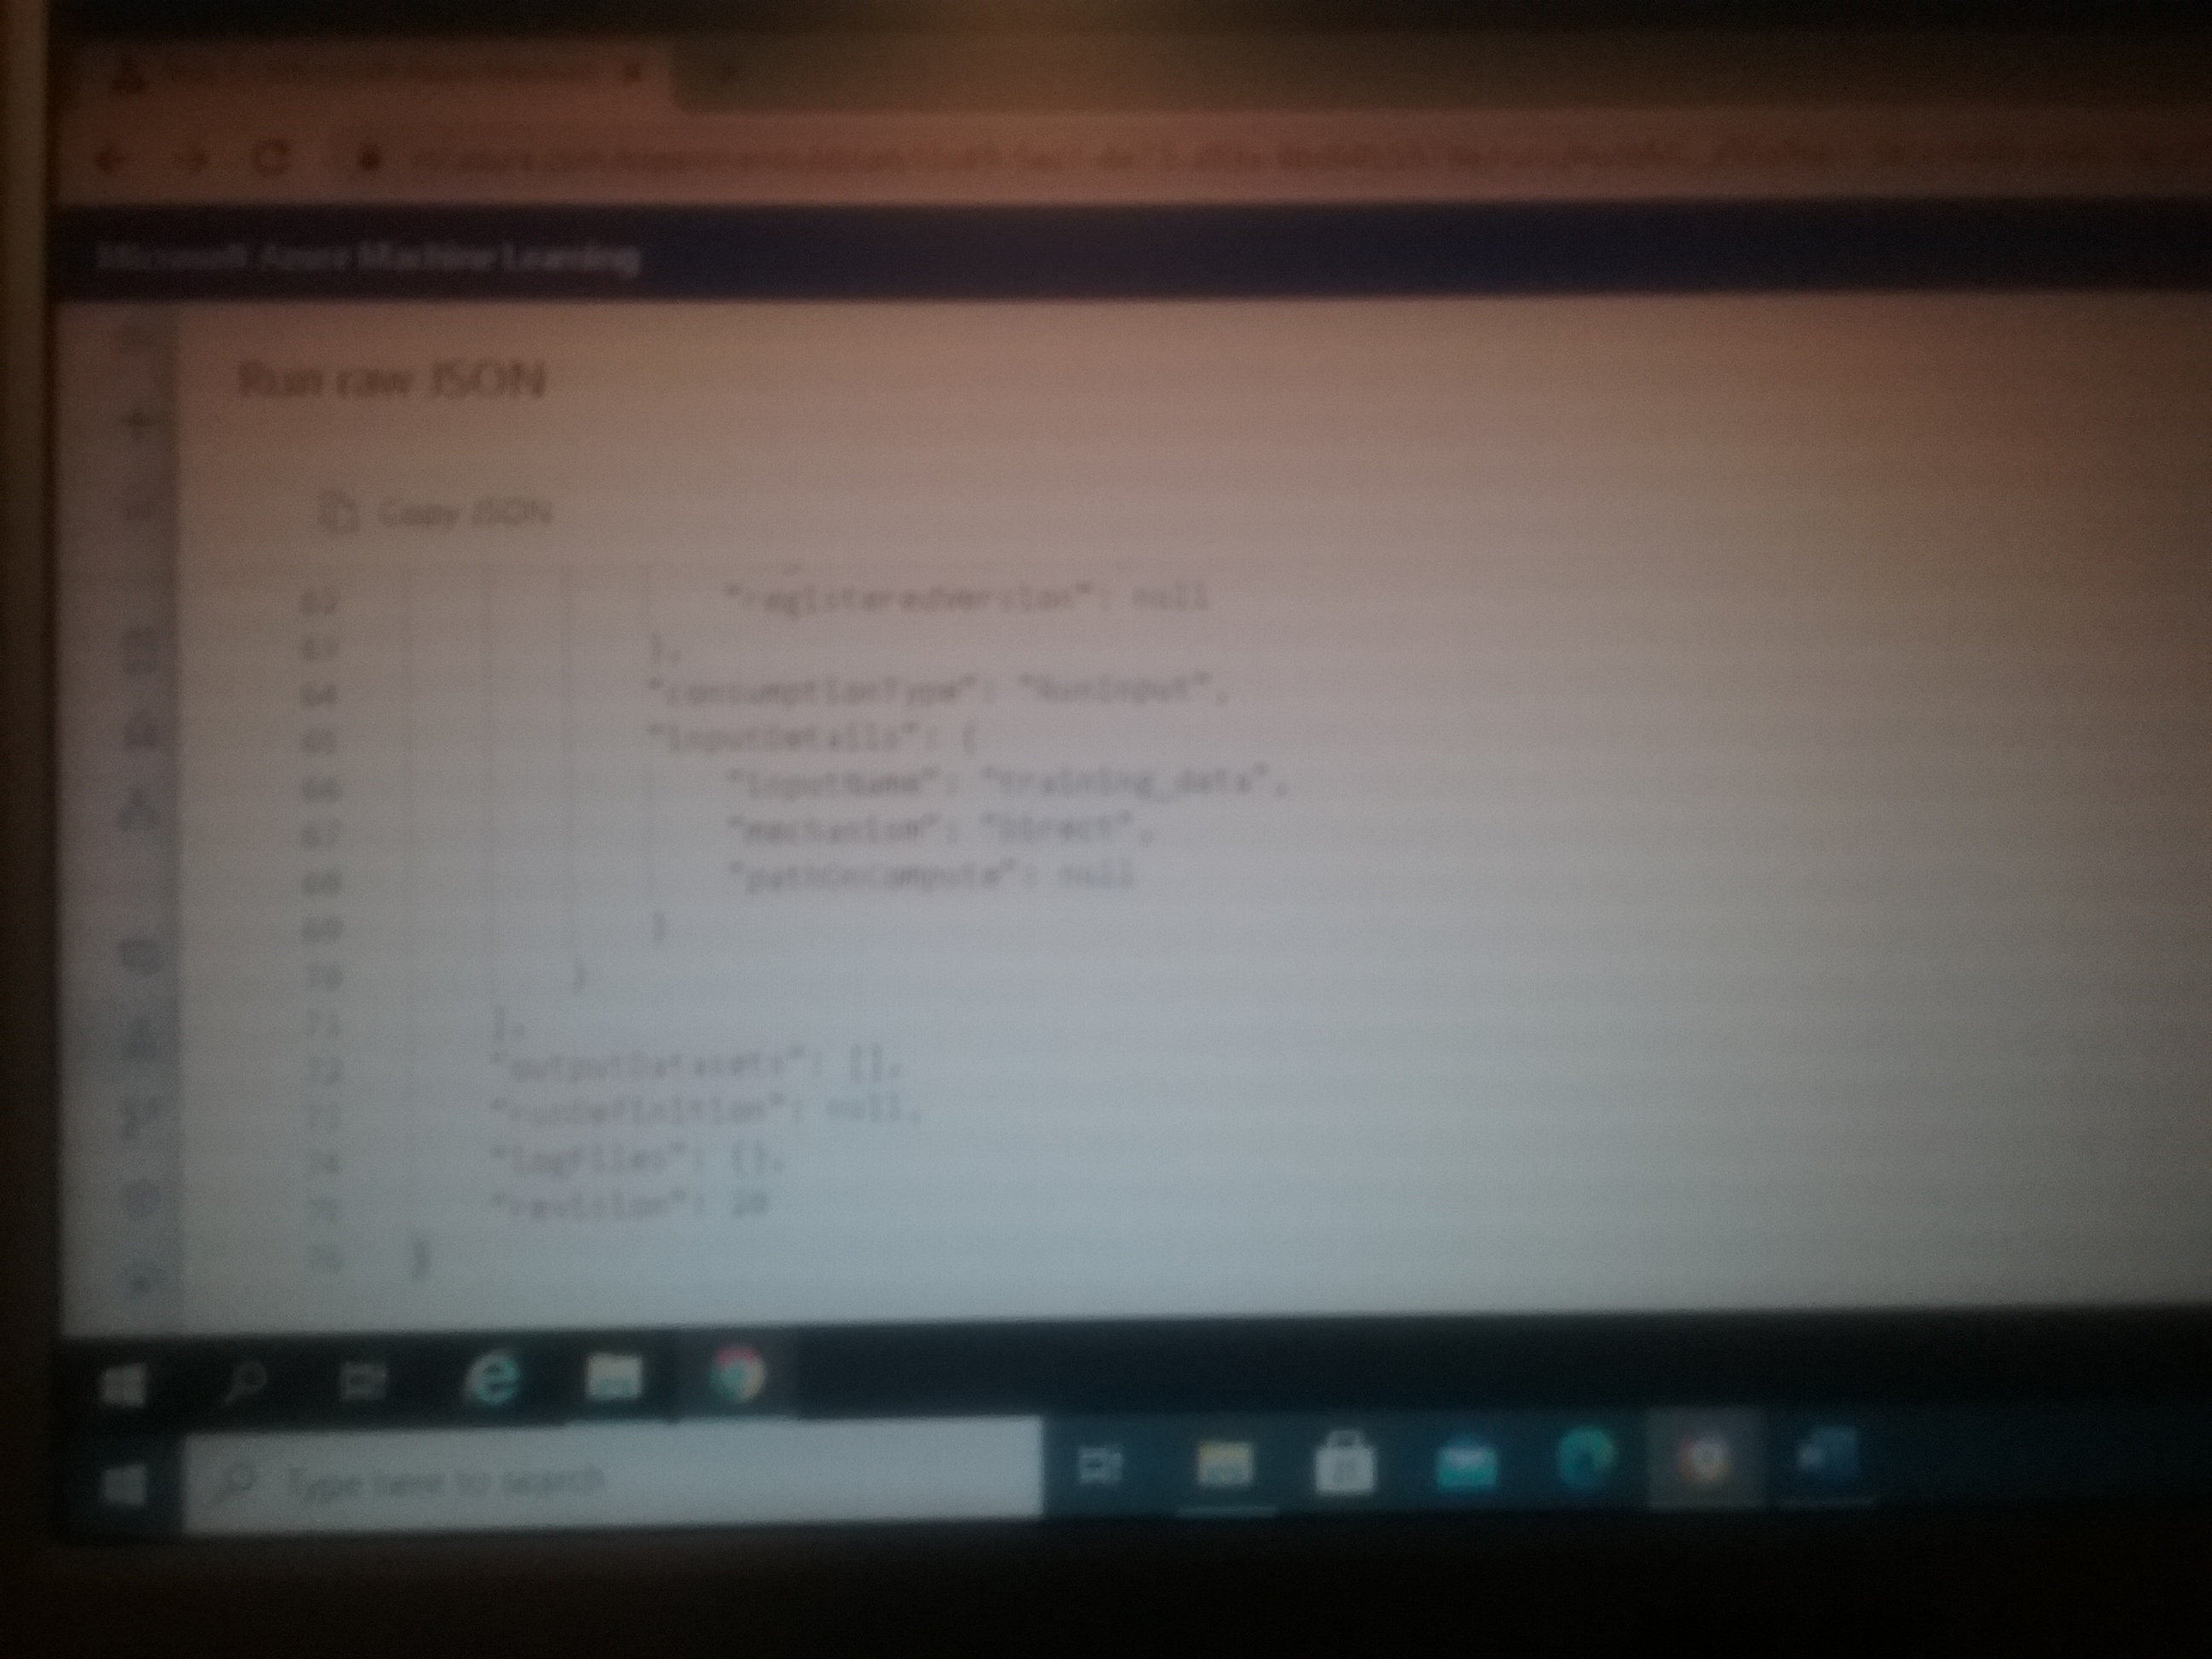 Microsoft Azure Machine Learning
Run raw JSON
Copy JSON
62 "registeredVersion": null
63 },
64 "consumptionType": "RunInput",
65 "inputDetails": {
66 "inputName": "training_data",
67 "mechanism": "Direct",
68 "pathOnCompute": null
69 }
70 }
71 ],
72 "outputDatasets": [],
73 "runDefinition": null,
74 "logFiles": {},
75 "revision": 20
76 }
Type here to search